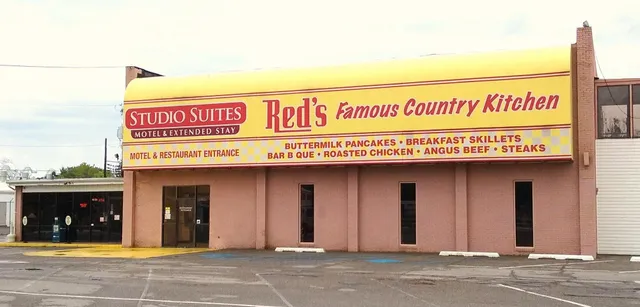 STUDIO SUITES
MOTEL & EXTENDED STAY
MOTEL & RESTAURANT ENTRANCE
Red's Famous Country Kitchen
BUTTERMILK PANCAKES • BREAKFAST SKILLETS
BAR B QUE • ROASTED CHICKEN • ANGUS BEEF • STEAKS